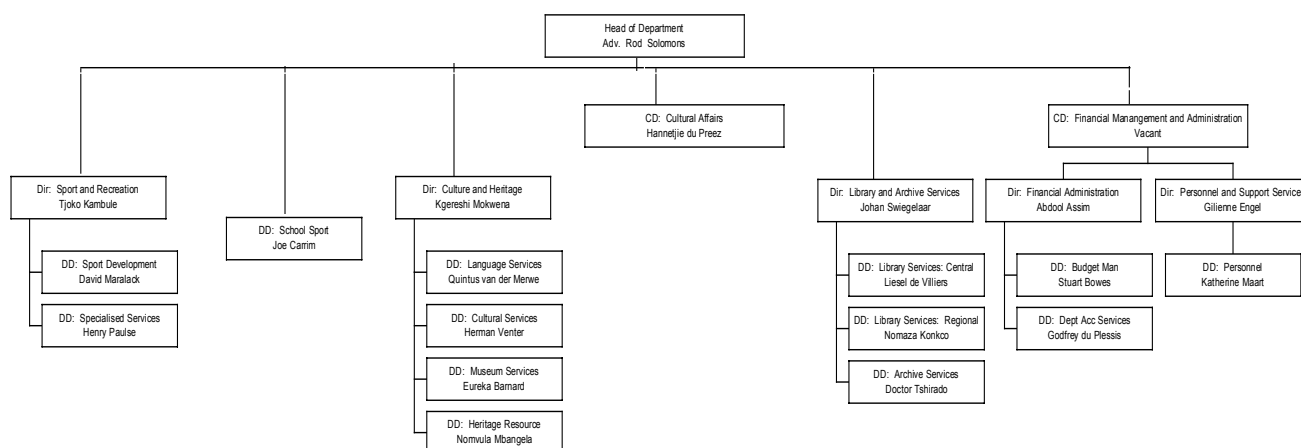 Head of Department
Adv. Rod Solomons
CD: Cultural Affairs
Hannetjie du Preez
CD: Financial Manangement and Administration
Vacant
Dir: Sport and Recreation
Tjoko Kambule
DD: School Sport
Joe Carrim
Dir: Culture and Heritage
Kgereshi Mokwena
Dir: Library and Archive Services
Johan Swiegelaar
Dir: Financial Administration
Abdool Assim
Dir: Personnel and Support Service
Gilienne Engel
DD: Sport Development
David Maralack
DD: Specialised Services
Henry Paulse
DD: Language Services
Quintus van der Merwe
DD: Cultural Services
Herman Venter
DD: Museum Services
Eureka Barnard
DD: Heritage Resource
Nomvula Mbangela
DD: Library Services: Central
Liesel de Villiers
DD: Library Services: Regional
Nomaza Konkco
DD: Archive Services
Doctor Tshirado
DD: Budget Man
Stuart Bowes
DD: Dept Acc Services
Godfrey du Plessis
DD: Personnel
Katherine Maart